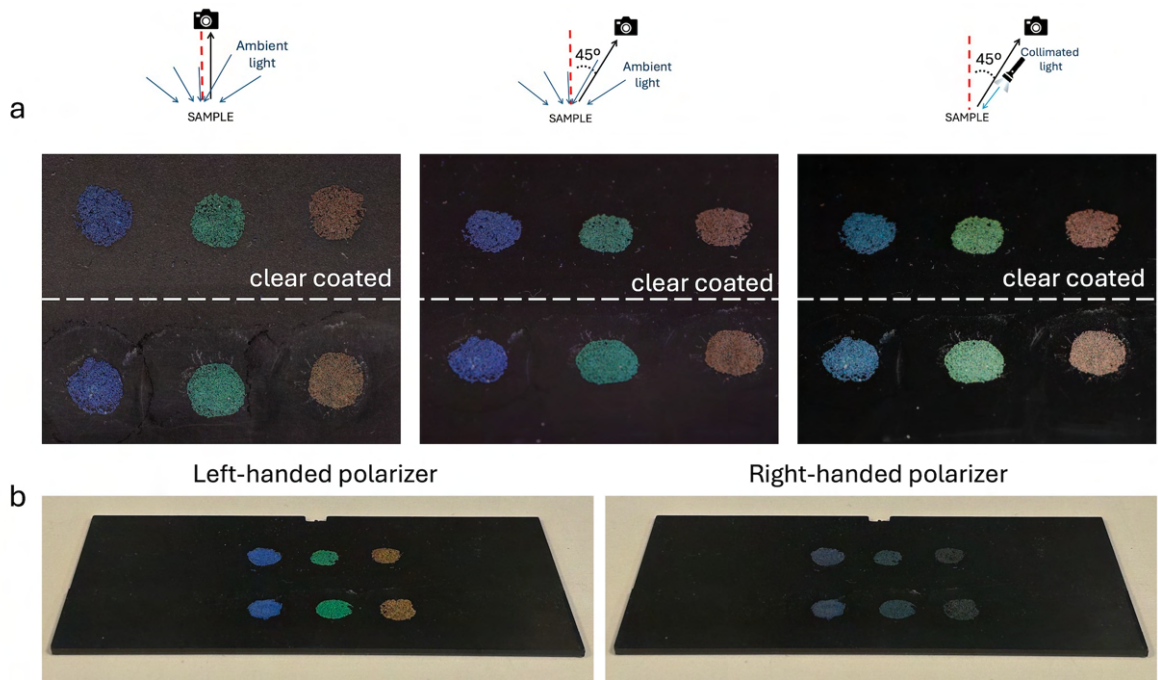 a
Ambient
light
SAMPLE
45º
Ambient
light
SAMPLE
45º
Collimated
light
SAMPLE
clear coated
clear coated
clear coated
b
Left-handed polarizer
Right-handed polarizer